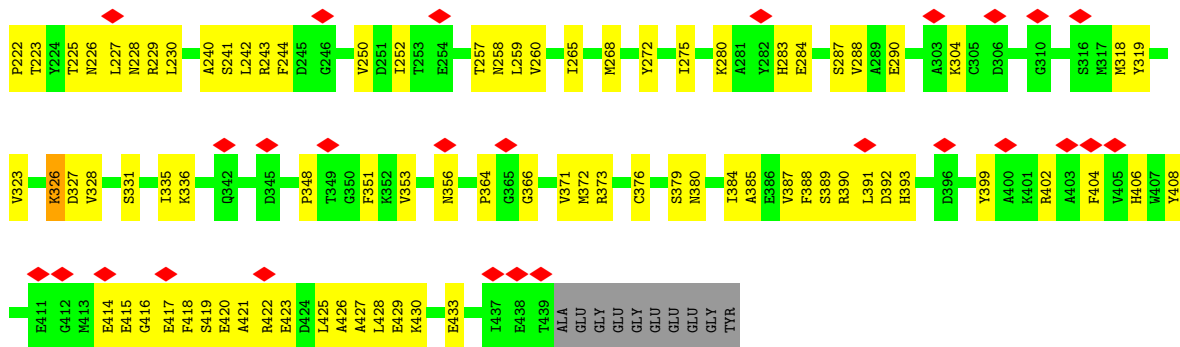 P222 T223 Y224 T225 N226 L227 N228 R229 L230 A240 S241 L242 R243 F244 D245 G246 V250 D251 I252 T253 E254 T257 N258 L259 V260 I265 M268 Y272 I275 K280 A281 Y282 H283 E284 S287 V288 A289 E290 A303 K304 C305 D306 G310 S316 M317 M318 Y319
V323 K326 D327 V328 S331 I335 K336 Q342 D345 P348 T349 G350 F351 K352 V353 N356 P364 G365 G366 V371 M372 R373 C376 S379 N380 I384 A385 E386 V387 F388 S389 R390 L391 D392 H393 D396 Y399 A400 K401 R402 A403 F404 V405 H406 W407 Y408
E411 G412 M413 E414 E415 G416 E417 F418 S419 E420 A421 R422 E423 D424 L425 A426 A427 L428 E429 K430 E433 I437 E438 T439 ALA GLU GLY GLU GLY GLU GLU GLU GLY TYR